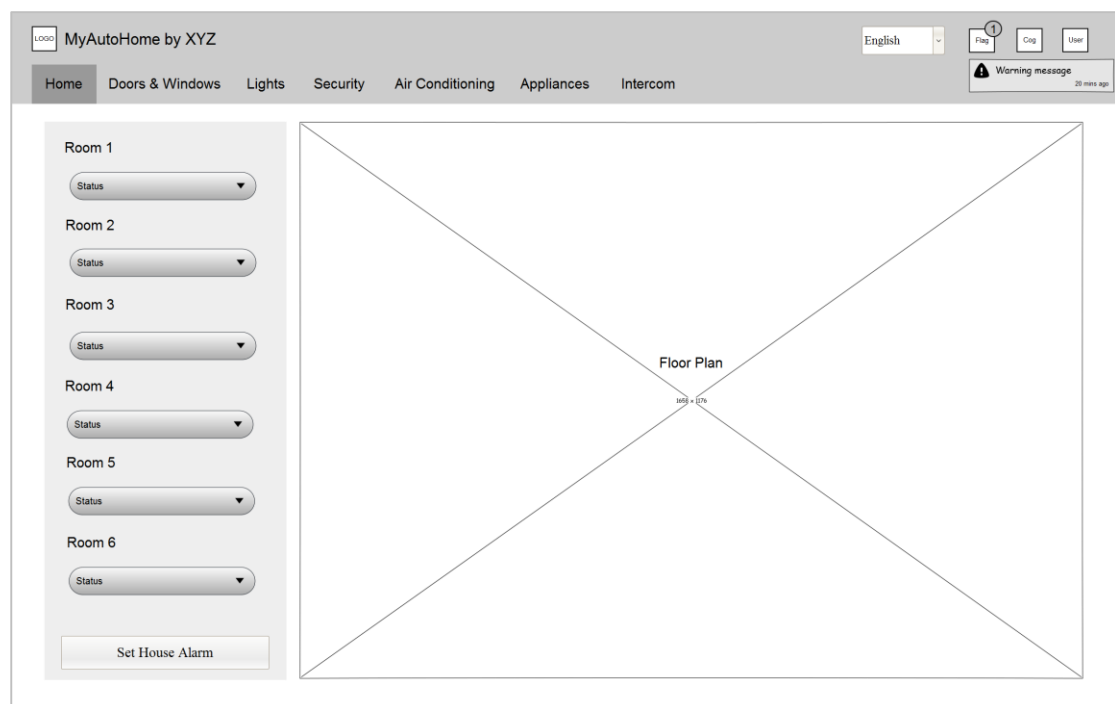 LOGO
MyAutoHome by XYZ
English
Flag
1
Cog
User
Warning message
20 mins ago
Home
Doors & Windows
Lights
Security
Air Conditioning
Appliances
Intercom
Room 1
Status
Room 2
Status
Room 3
Status
Room 4
Status
Room 5
Status
Room 6
Status
Set House Alarm
Floor Plan
1656 x 1176